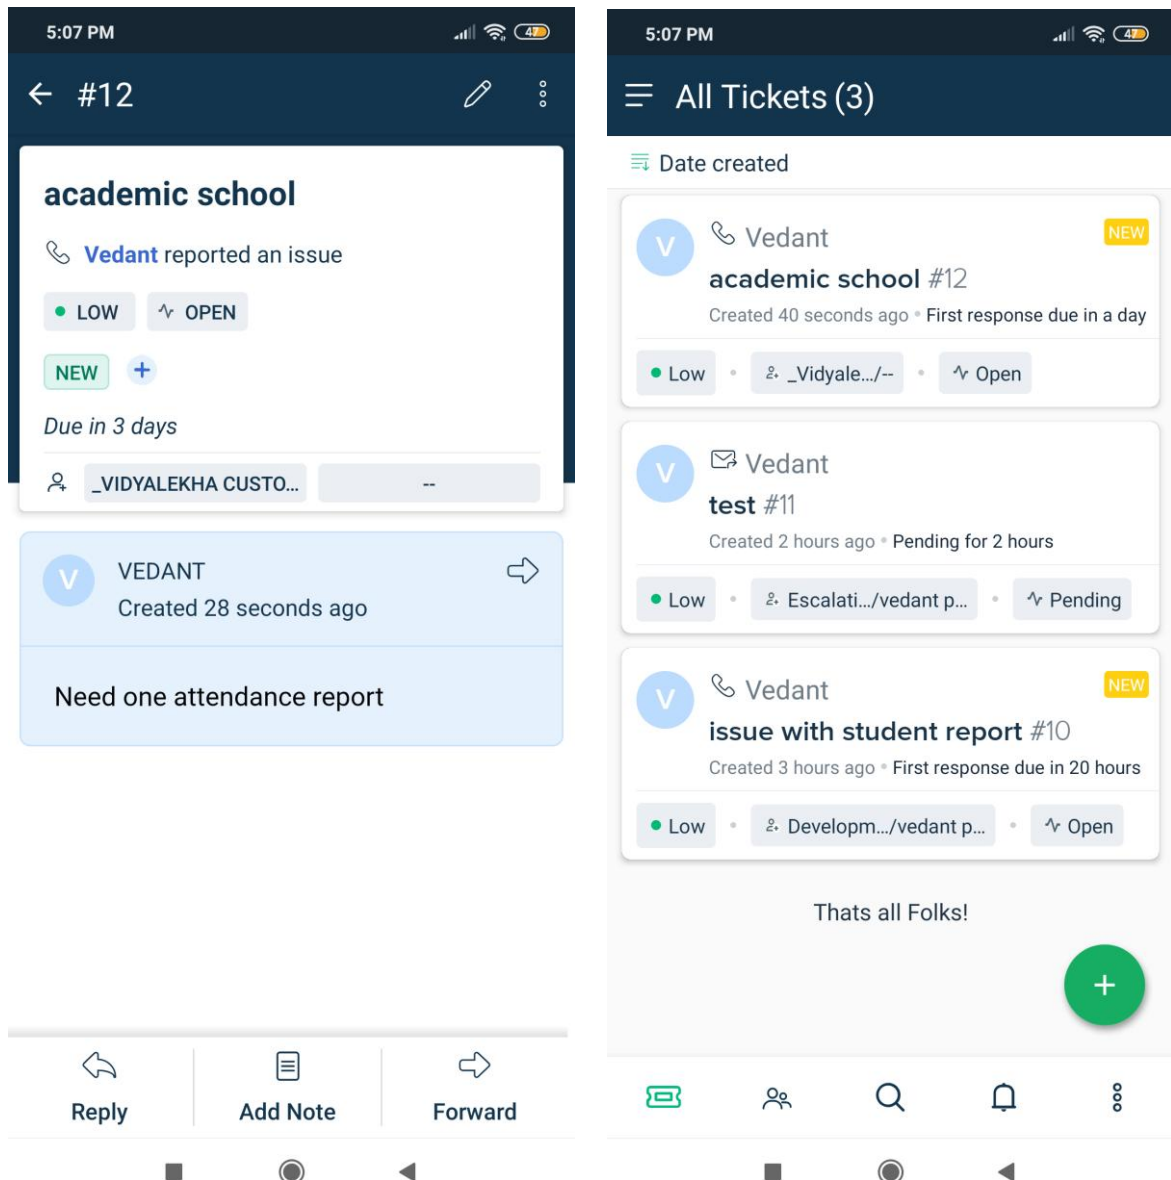 5:07 PM
47
#12
academic school
Vedant reported an issue
LOW
OPEN
NEW +
Due in 3 days
_VIDYALEKHA CUSTO...
--
V
VEDANT
Created 28 seconds ago
Need one attendance report
Reply
Add Note
Forward
5:07 PM
47
All Tickets (3)
Date created
V
Vedant
NEW
academic school #12
Created 40 seconds ago • First response due in a day
Low • _Vidyale.../-- • Open
V
Vedant
test #11
Created 2 hours ago • Pending for 2 hours
Low • Escalati.../vedant p... • Pending
V
Vedant
NEW
issue with student report #10
Created 3 hours ago • First response due in 20 hours
Low • Developm.../vedant p... • Open
Thats all Folks!
+